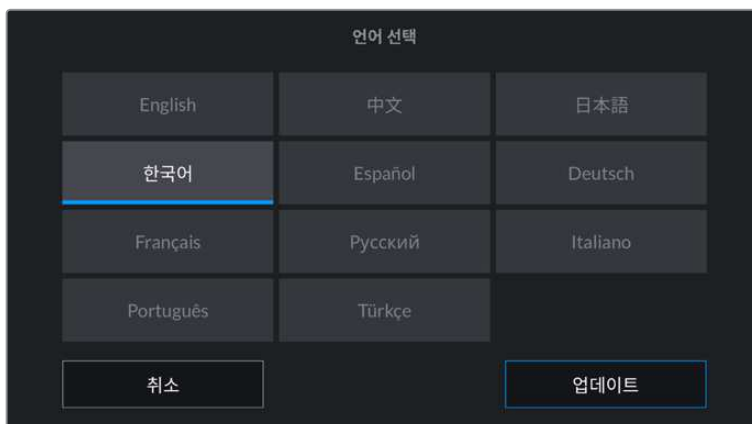 언어 선택
English 中文 日本語
한국어 Español Deutsch
Français Русский Italiano
Português Türkçe
취소 업데이트